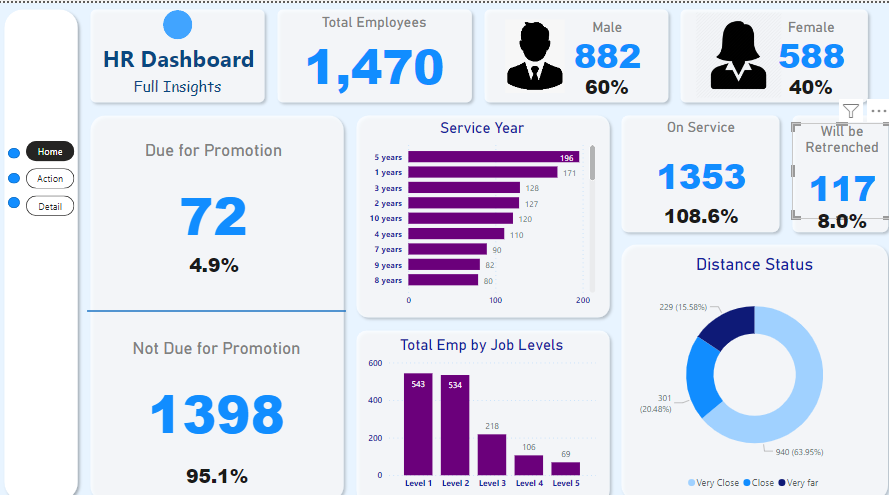 HR Dashboard
Full Insights
Total Employees
1,470
Male
882
60%
Female
588
40%
Home
Action
Detail
Due for Promotion
72
4.9%
Not Due for Promotion
1398
95.1%
Service Year
5 years 196
1 years 171
3 years 128
2 years 127
10 years 120
4 years 110
7 years 90
9 years 82
8 years 80
0 100 200
Total Emp by Job Levels
600
400
200
0
543
534
218
106
69
Level 1 Level 2 Level 3 Level 4 Level 5
On Service
1353
108.6%
Will be
Retrenched
117
8.0%
Distance Status
229 (15.58%)
301
(20.48%)
940 (63.95%)
Very Close Close Very far